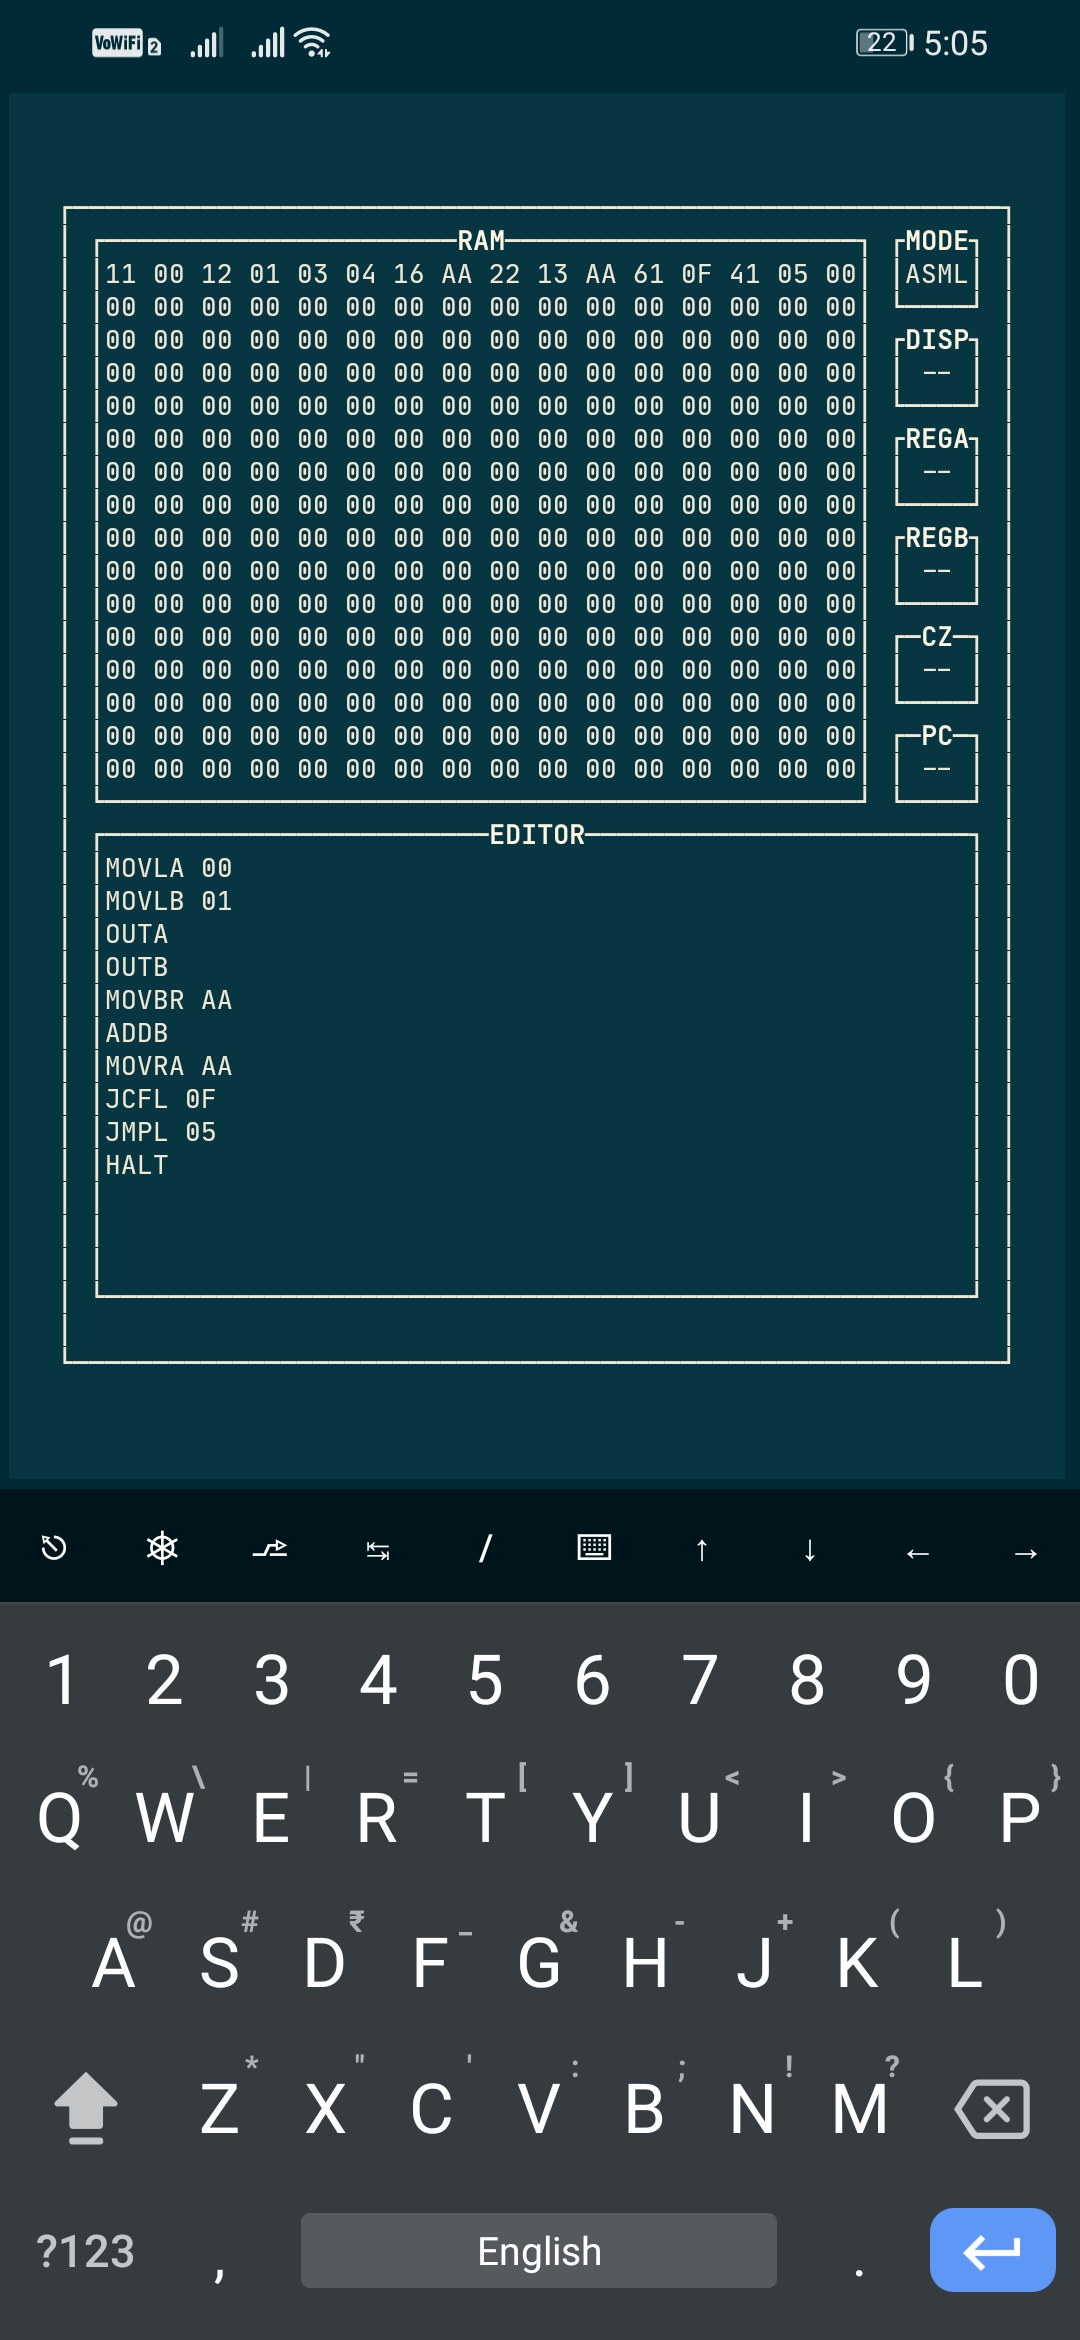 VoWiFi 2 22 5:05
RAM MODE
11 00 12 01 03 04 16 AA 22 13 AA 61 0F 41 05 00 ASML
00 00 00 00 00 00 00 00 00 00 00 00 00 00 00 00
00 00 00 00 00 00 00 00 00 00 00 00 00 00 00 00 DISP
00 00 00 00 00 00 00 00 00 00 00 00 00 00 00 00 --
00 00 00 00 00 00 00 00 00 00 00 00 00 00 00 00
00 00 00 00 00 00 00 00 00 00 00 00 00 00 00 00 REGA
00 00 00 00 00 00 00 00 00 00 00 00 00 00 00 00 --
00 00 00 00 00 00 00 00 00 00 00 00 00 00 00 00
00 00 00 00 00 00 00 00 00 00 00 00 00 00 00 00 REGB
00 00 00 00 00 00 00 00 00 00 00 00 00 00 00 00 --
00 00 00 00 00 00 00 00 00 00 00 00 00 00 00 00
00 00 00 00 00 00 00 00 00 00 00 00 00 00 00 00 CZ
00 00 00 00 00 00 00 00 00 00 00 00 00 00 00 00 --
00 00 00 00 00 00 00 00 00 00 00 00 00 00 00 00
00 00 00 00 00 00 00 00 00 00 00 00 00 00 00 00 PC
00 00 00 00 00 00 00 00 00 00 00 00 00 00 00 00 --
EDITOR
MOVLA 00
MOVLB 01
OUTA
OUTB
MOVBR AA
ADDB
MOVRA AA
JCFL 0F
JMPL 05
HALT
/ ↑ ↓ ← →
1 2 3 4 5 6 7 8 9 0
% \ | = [ ] < > { }
Q W E R T Y U I O P
@ # ₹ _ & - + ( )
A S D F G H J K L
* " ' : ; ! ?
Z X C V B N M
?123 , English .